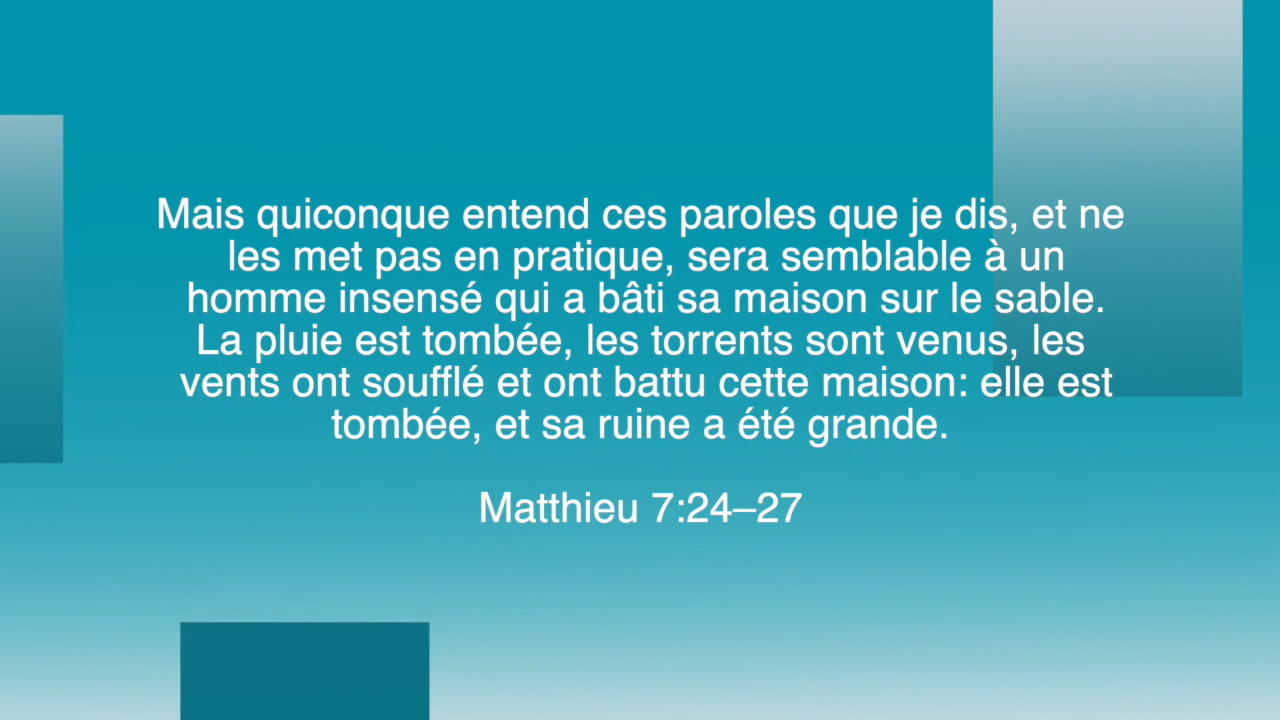 Mais quiconque entend ces paroles que je dis, et ne
les met pas en pratique, sera semblable à un
homme insensé qui a bâti sa maison sur le sable.
La pluie est tombée, les torrents sont venus, les
vents ont soufflé et ont battu cette maison: elle est
tombée, et sa ruine a été grande.
Matthieu 7:24–27